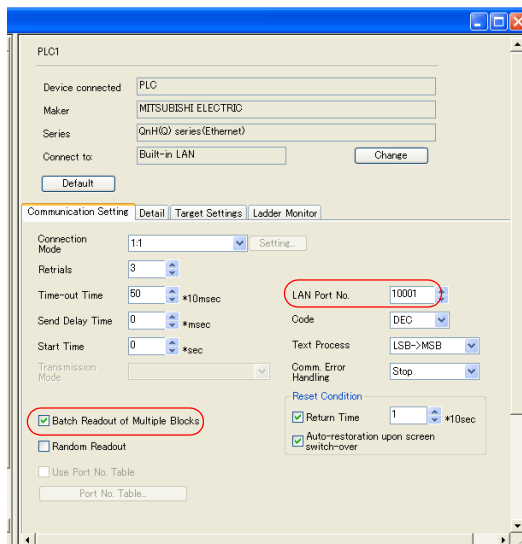 PLC1
Device connected PLC
Maker MITSUBISHI ELECTRIC
Series QnH(Q) series(Ethernet)
Connect to: Built-in LAN Change
Default
Communication Setting Detail Target Settings Ladder Monitor
Connection Mode 1:1 Setting...
Retrials 3
Time-out Time 50 *10msec
Send Delay Time 0 *msec
Start Time 0 *sec
Transmission Mode
Batch Readout of Multiple Blocks
Random Readout
Use Port No. Table
Port No. Table...
LAN Port No. 10001
Code DEC
Text Process LSB->MSB
Comm. Error Handling Stop
Reset Condition
Return Time 1 *10sec
Auto-restoration upon screen
switch-over